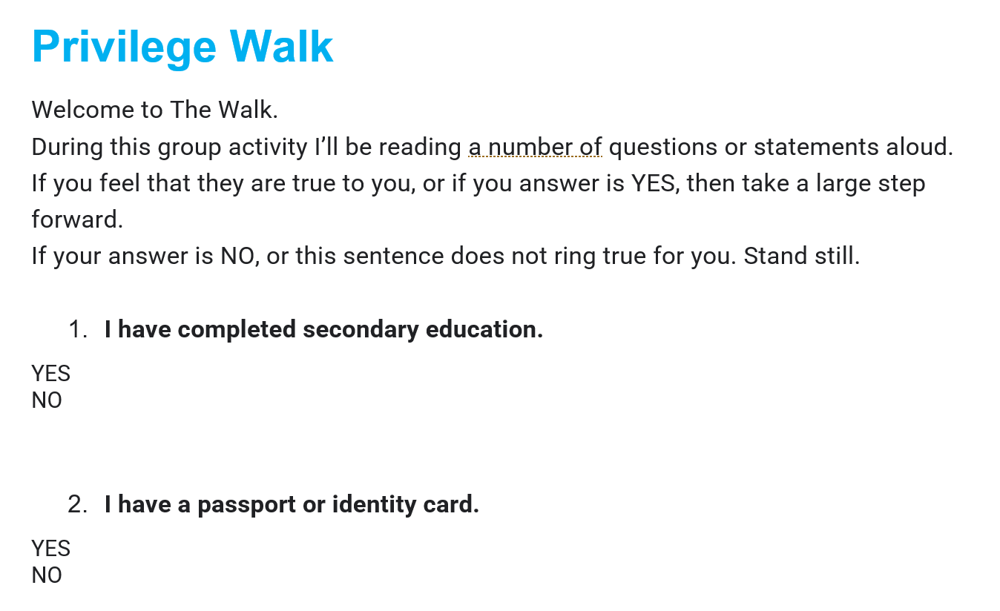 Privilege Walk
Welcome to The Walk.
During this group activity I’ll be reading a number of questions or statements aloud.
If you feel that they are true to you, or if you answer is YES, then take a large step
forward.
If your answer is NO, or this sentence does not ring true for you. Stand still.
1. I have completed secondary education.
YES
NO
2. I have a passport or identity card.
YES
NO